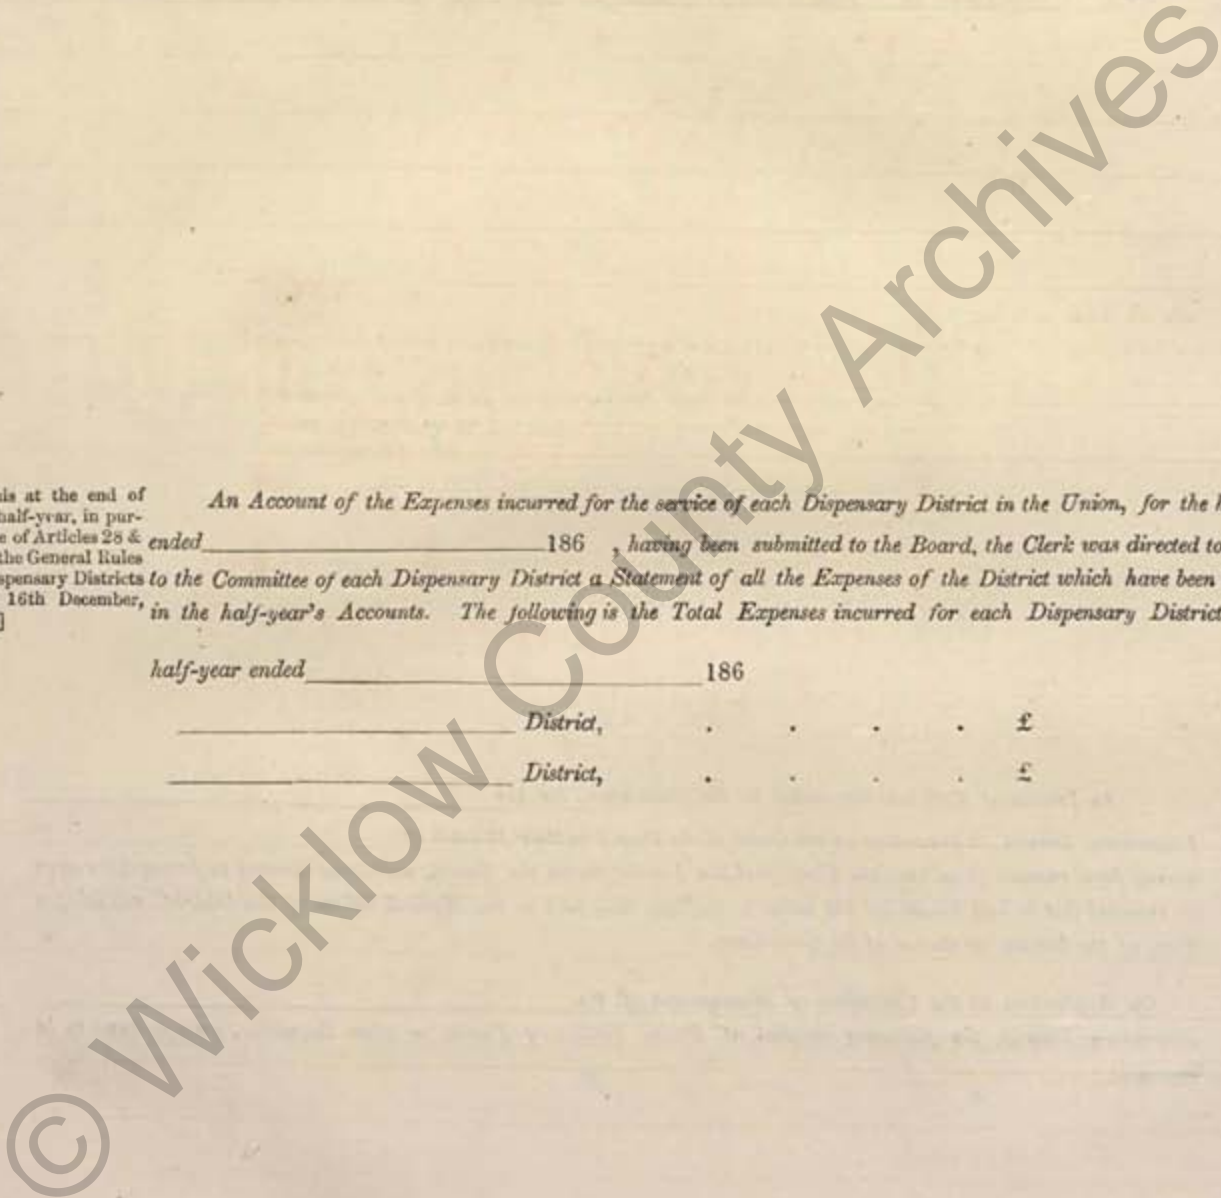 is at the end of
half-year, in pur-
e of Articles 28 &
the General Rules
spensary Districts
16th December,
]
An Account of the Expenses incurred for the service of each Dispensary District in the Union, for the
ended 186 , having been submitted to the Board, the Clerk was directed to
to the Committee of each Dispensary District a Statement of all the Expenses of the District which have been
in the half-year's Accounts. The following is the Total Expenses incurred for each Dispensary District
half-year ended 186
District, . . . . £
District, . . . . £
© Wicklow County Archives